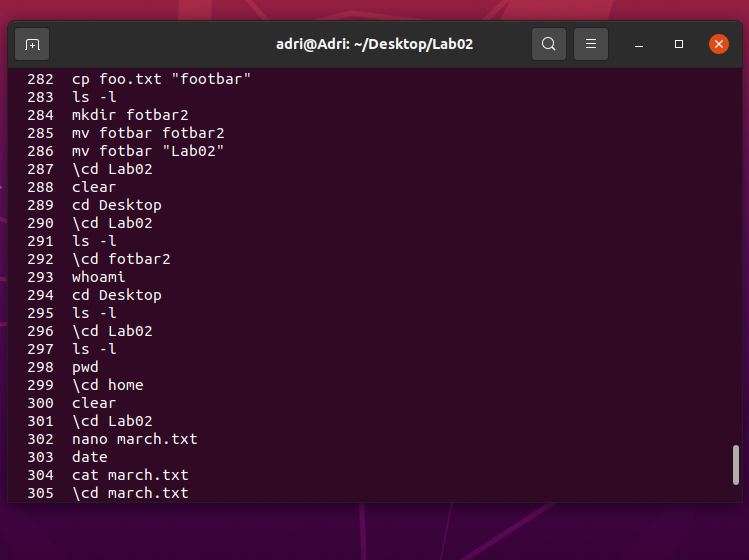 adri@Adri: ~/Desktop/Lab02
282 cp foo.txt "footbar"
283 ls -l
284 mkdir fotbar2
285 mv fotbar fotbar2
286 mv fotbar "Lab02"
287 \cd Lab02
288 clear
289 cd Desktop
290 \cd Lab02
291 ls -l
292 \cd fotbar2
293 whoami
294 cd Desktop
295 ls -l
296 \cd Lab02
297 ls -l
298 pwd
299 \cd home
300 clear
301 \cd Lab02
302 nano march.txt
303 date
304 cat march.txt
305 \cd march.txt